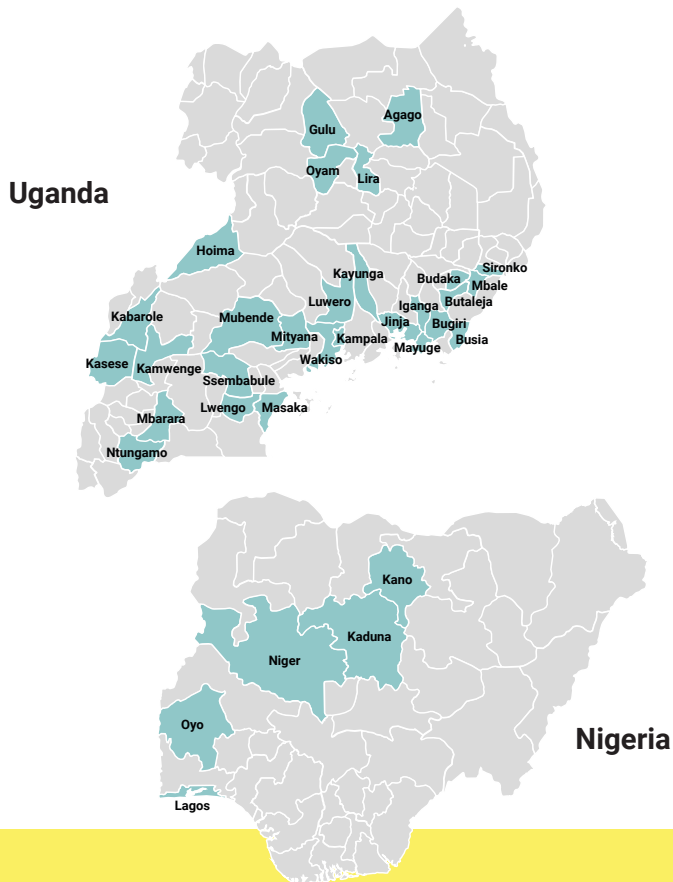 Agago
Gulu
Oyam
Lira
Uganda
Hoima
Kayunga
Sironko
Budaka
Mbale
Luwero
Butaleja
Iganga
Kabarole
Mubende
Jinja
Bugiri
Mityana
Kampala
Busia
Mayuge
Wakiso
Kasese
Kamwenge
Ssembabule
Lwengo
Masaka
Mbarara
Ntungamo
Kano
Kaduna
Niger
Oyo
Nigeria
Lagos